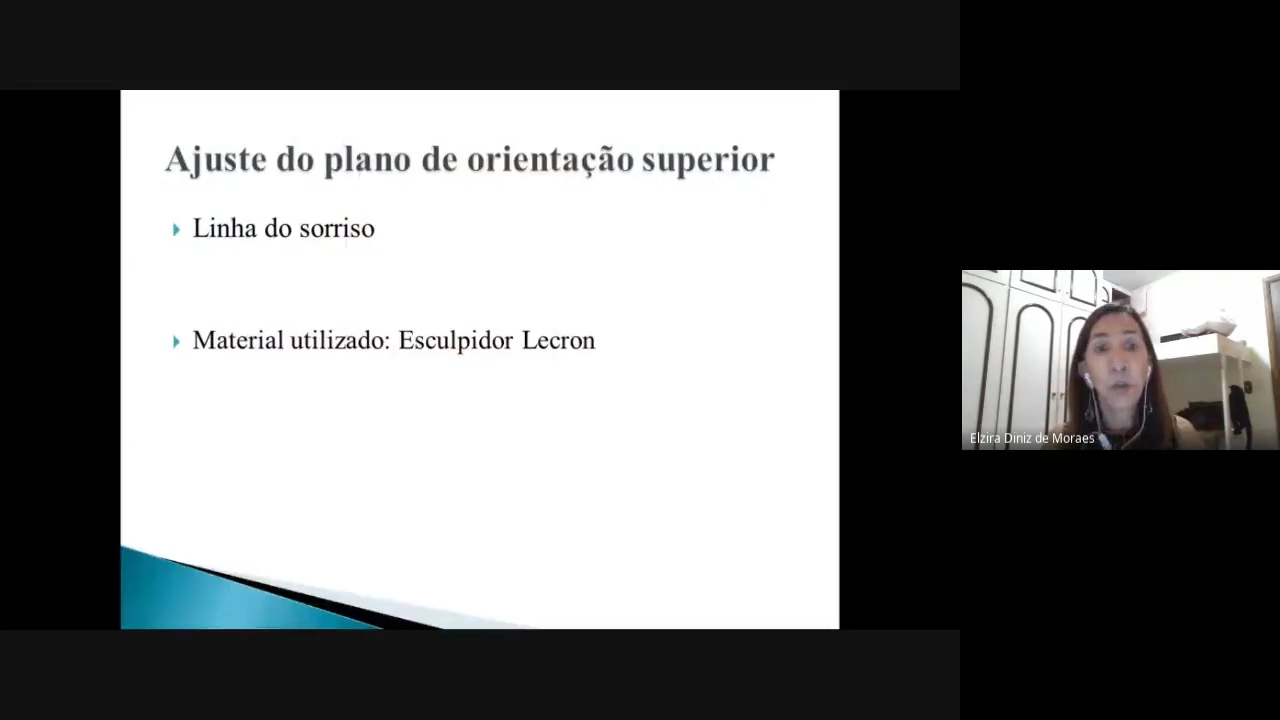 Ajuste do plano de orientação superior
Linha do sorriso
Material utilizado: Esculpidor Lecron
Elzira Diniz de Moraes